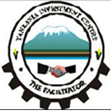 TANZANIA INVESTMENT CENTRE
THE FACILITATOR